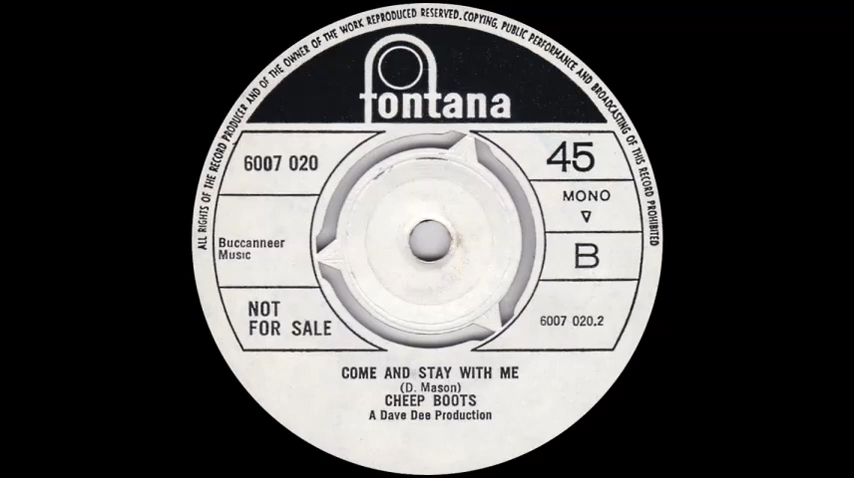 ALL RIGHTS OF THE RECORD PRODUCER AND OF THE OWNER OF THE WORK REPRODUCED RESERVED. COPYING, PUBLIC PERFORMANCE AND BROADCASTING OF THIS RECORD PROHIBITED
fontana
6007 020
45
MONO
Buccanneer
Music
B
NOT
FOR SALE
6007 020.2
COME AND STAY WITH ME
(D. Mason)
CHEEP BOOTS
A Dave Dee Production